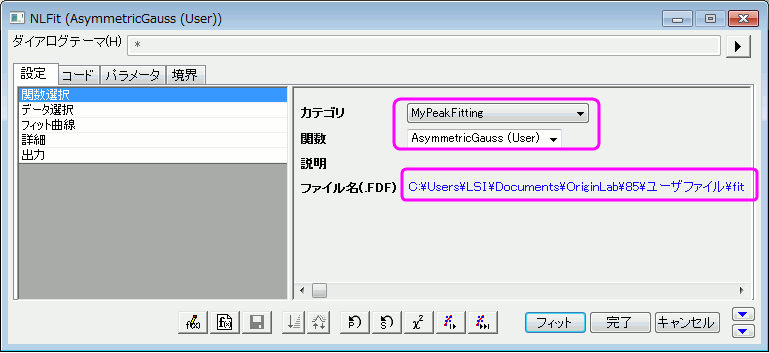 NLFit (AsymmetricGauss (User))
ダイアログテーマ(H) *
設定 コード パラメータ 境界
関数選択
データ選択
フィット曲線
詳細
出力
カテゴリ MyPeakFitting
関数 AsymmetricGauss (User)
説明
ファイル名(.FDF) C:¥Users¥LSI¥Documents¥OriginLab¥85¥ユーザファイル¥fit
f(x) f(x) P S χ²
フィット 完了 キャンセル